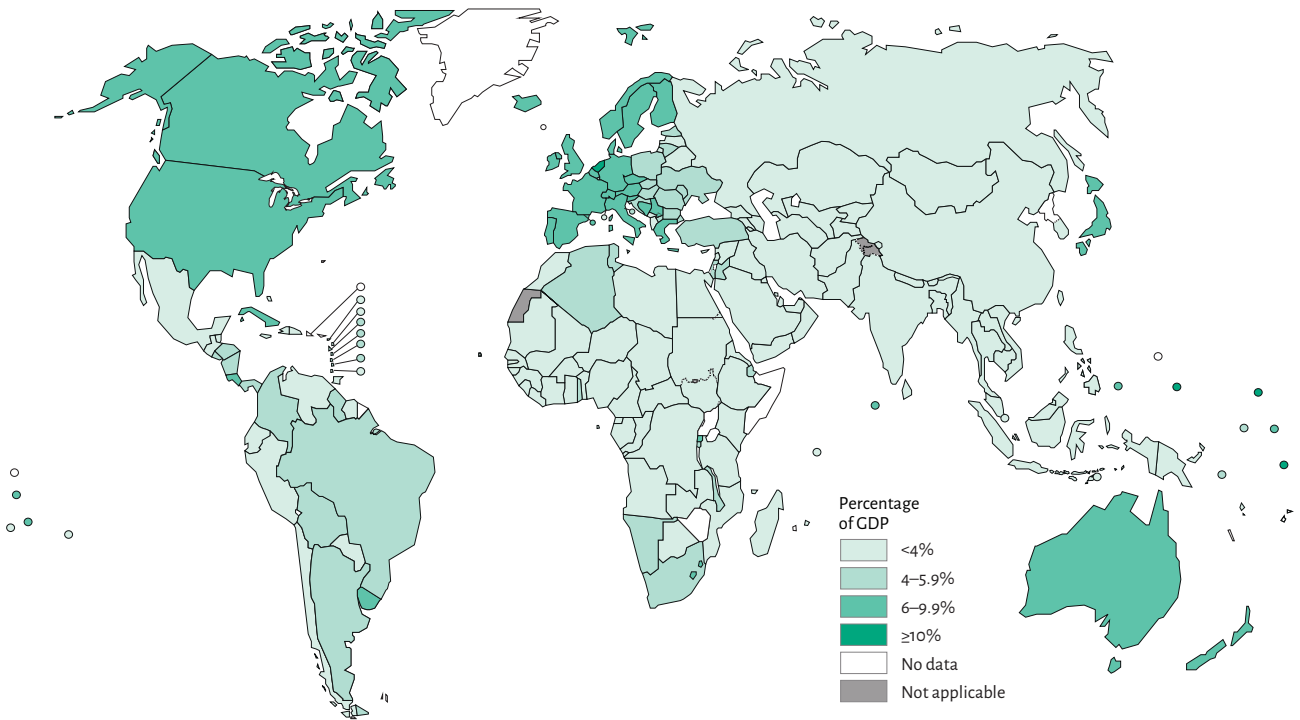 Percentage
of GDP
<4%
4–5.9%
6–9.9%
≥10%
No data
Not applicable